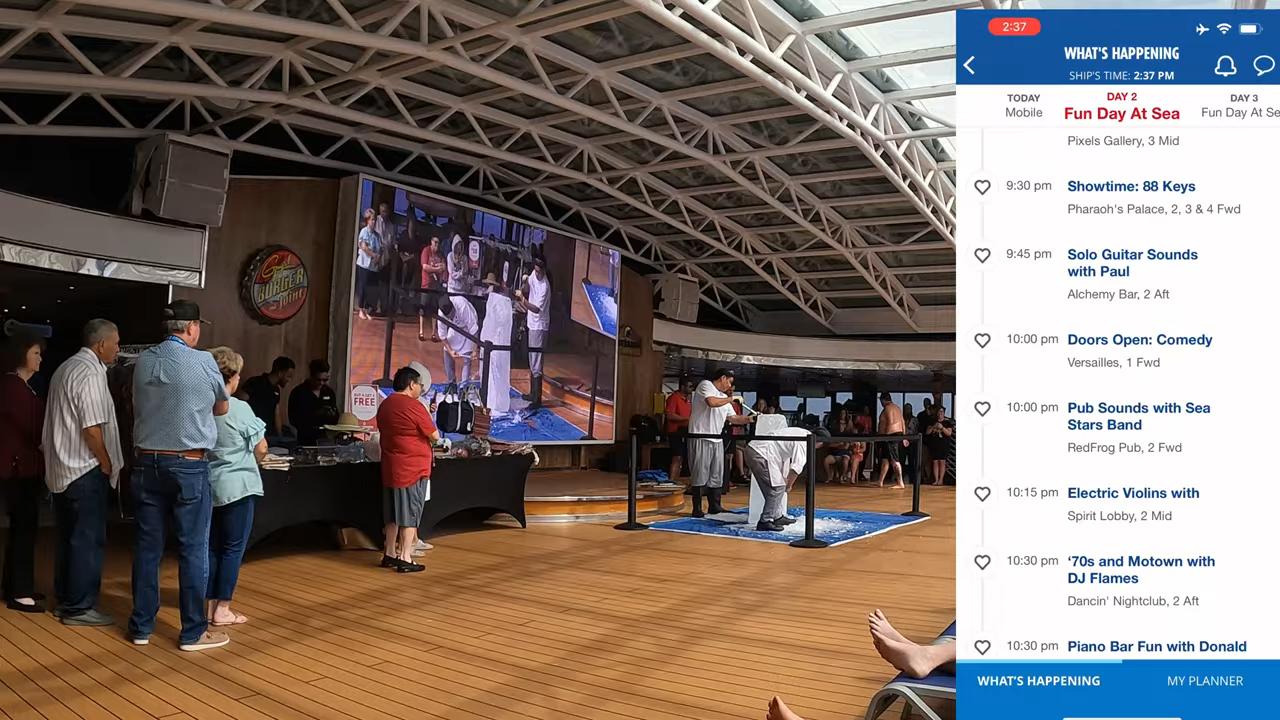 Guy's
BURGER
Joint
BUY 4 GET 1
FREE
2:37
WHAT'S HAPPENING
SHIP'S TIME: 2:37 PM
TODAY
Mobile
DAY 2
Fun Day At Sea
DAY 3
Fun Day At Se
Pixels Gallery, 3 Mid
9:30 pm
Showtime: 88 Keys
Pharaoh's Palace, 2, 3 & 4 Fwd
9:45 pm
Solo Guitar Sounds
with Paul
Alchemy Bar, 2 Aft
10:00 pm
Doors Open: Comedy
Versailles, 1 Fwd
10:00 pm
Pub Sounds with Sea
Stars Band
RedFrog Pub, 2 Fwd
10:15 pm
Electric Violins with
Spirit Lobby, 2 Mid
10:30 pm
‘70s and Motown with
DJ Flames
Dancin' Nightclub, 2 Aft
10:30 pm
Piano Bar Fun with Donald
WHAT'S HAPPENING
MY PLANNER